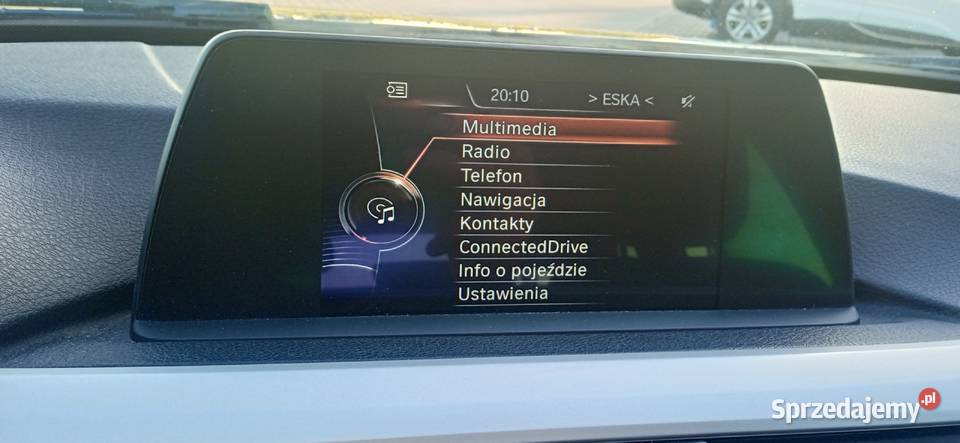 20:10 > ESKA <
Multimedia
Radio
Telefon
Nawigacja
Kontakty
ConnectedDrive
Info o pojeździe
Ustawienia
Sprzedajemy.pl